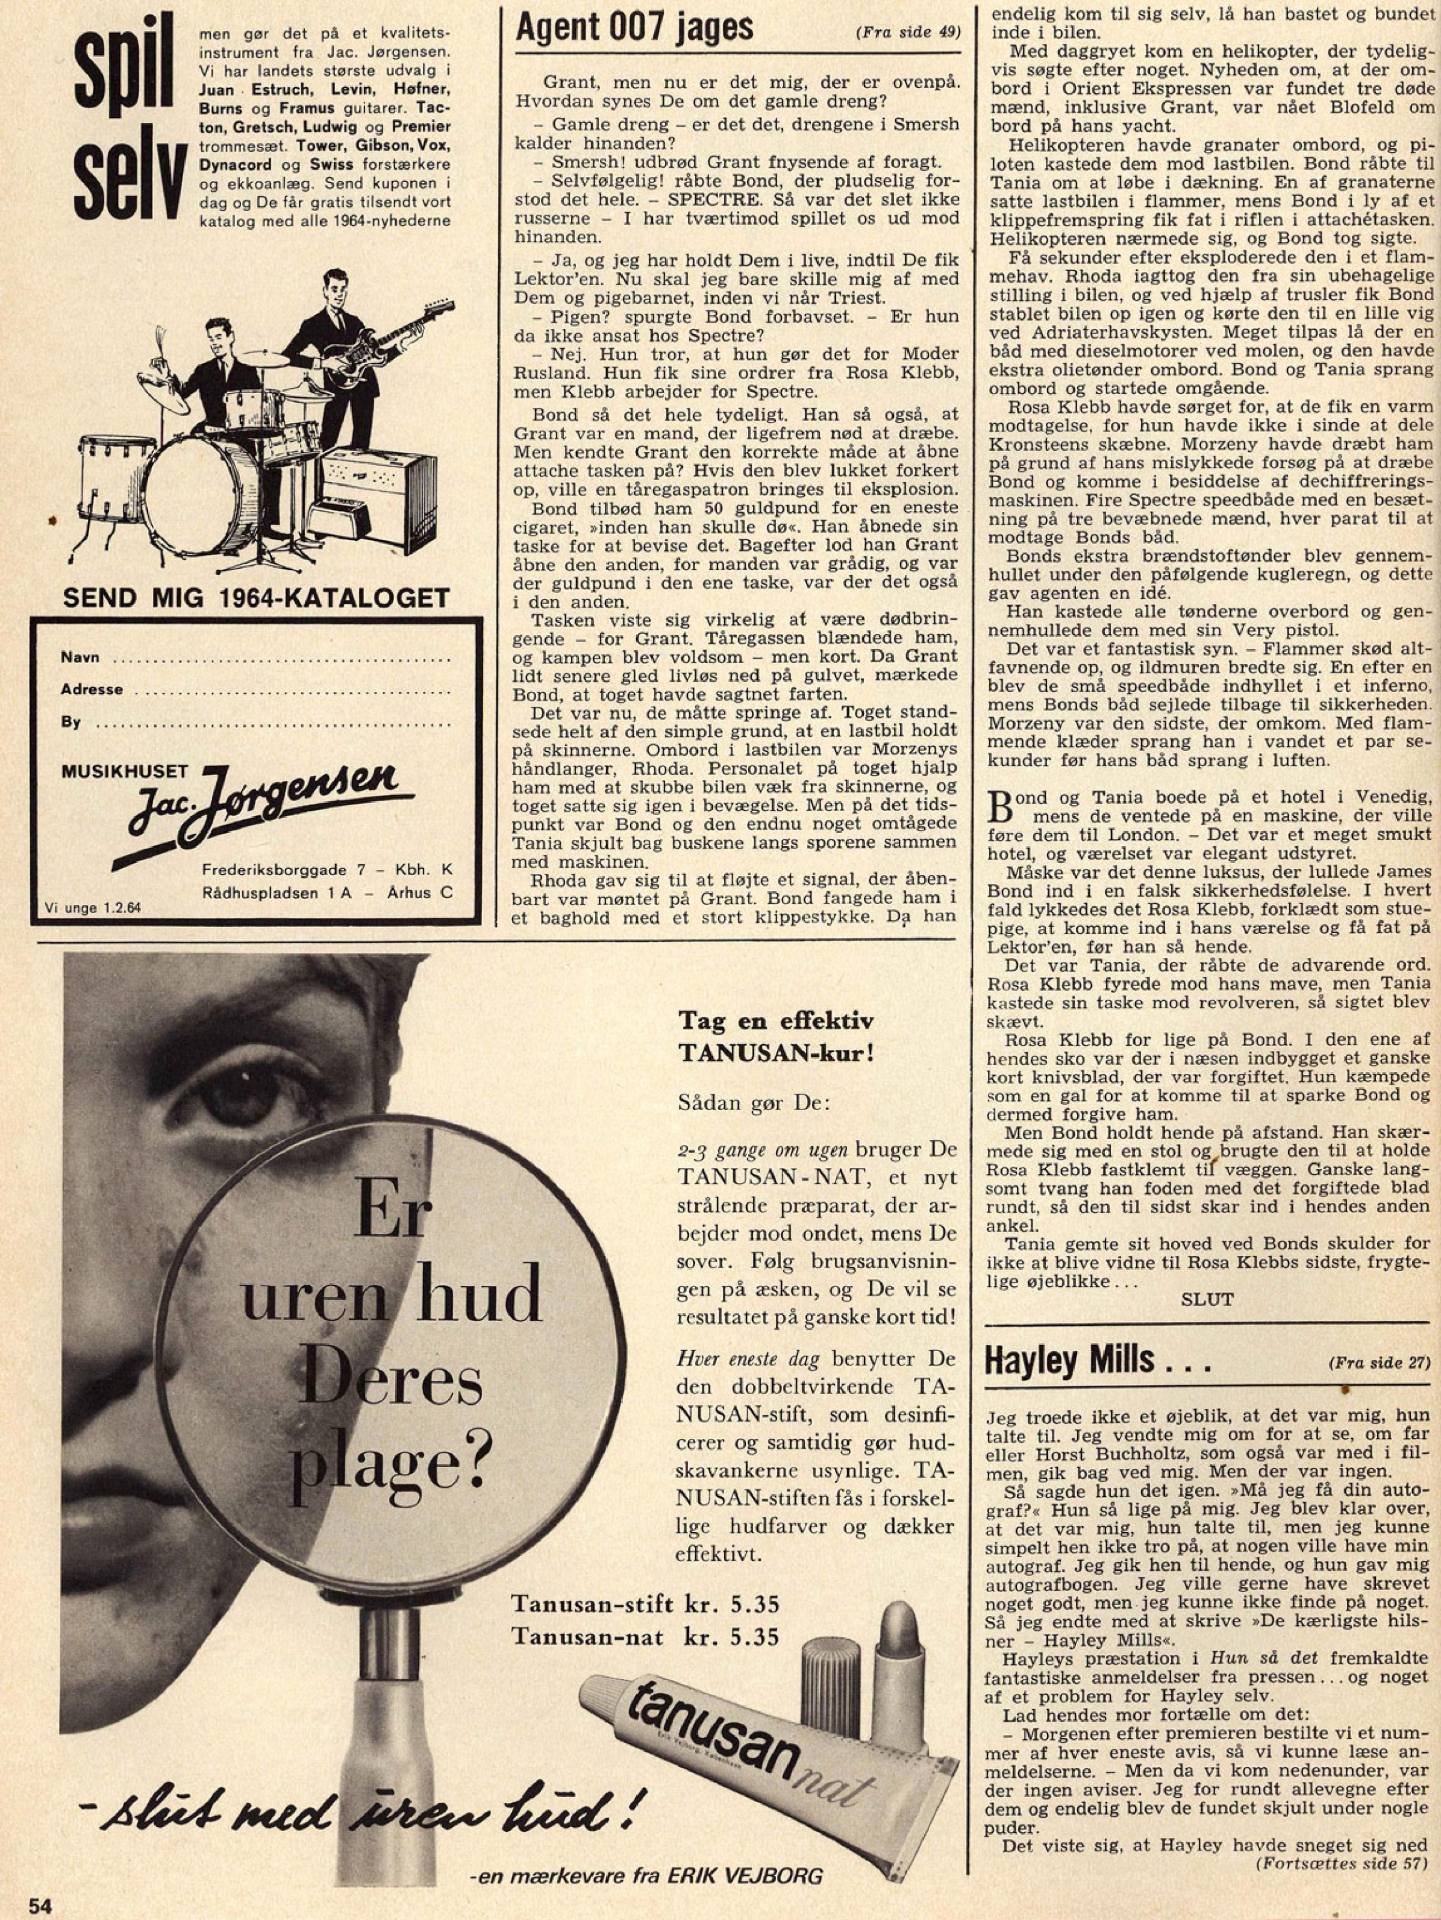 spil
selv
men gør det på et kvalitets-
instrument fra Jac. Jørgensen.
Vi har landets største udvalg i
Juan Estruch, Levin, Høfner,
Burns og Framus guitarer. Tac-
ton, Gretsch, Ludwig og Premier
trommesæt. Tower, Gibson, Vox,
Dynacord og Swiss forstærkere
og ekkoanlæg. Send kuponen i
dag og De får gratis tilsendt vort
katalog med alle 1964-nyhederne
SEND MIG 1964-KATALOGET
Navn
Adresse
By
MUSIKHUSET
Jac. Jørgensen
Frederiksborggade 7 – Kbh. K
Rådhuspladsen 1 A – Århus C
Vi unge 1.2.64
Agent 007 jages
(Fra side 49)
Grant, men nu er det mig, der er ovenpå.
Hvordan synes De om det gamle dreng?
– Gamle dreng – er det det, drengene i Smersh
kalder hinanden?
– Smersh! udbrød Grant fnysende af foragt.
– Selvfølgelig! råbte Bond, der pludselig for-
stod det hele. – SPECTRE. Så var det slet ikke
russerne – I har tværtimod spillet os ud mod
hinanden.
– Ja, og jeg har holdt Dem i live, indtil De fik
Lektor'en. Nu skal jeg bare skille mig af med
Dem og pigebarnet, inden vi når Triest.
– Pigen? spurgte Bond forbavset. – Er hun
da ikke ansat hos Spectre?
– Nej. Hun tror, at hun gør det for Moder
Rusland. Hun fik sine ordrer fra Rosa Klebb,
men Klebb arbejder for Spectre.
Bond så det hele tydeligt. Han så også, at
Grant var en mand, der ligefrem nød at dræbe.
Men kendte Grant den korrekte måde at åbne
attache tasken på? Hvis den blev lukket forkert
op, ville en tåregaspatron bringes til eksplosion.
Bond tilbød ham 50 guldpund for en eneste
cigaret, »inden han skulle dø«. Han åbnede sin
taske for at bevise det. Bagefter lod han Grant
åbne den anden, for manden var grådig, og var
der guldpund i den ene taske, var der det også
i den anden.
Tasken viste sig virkelig at være dødbrin-
gende – for Grant. Tåregassen blændede ham,
og kampen blev voldsom – men kort. Da Grant
lidt senere gled livløs ned på gulvet, mærkede
Bond, at toget havde sagtnet farten.
Det var nu, de måtte springe af. Toget stand-
sede helt af den simple grund, at en lastbil holdt
på skinnerne. Ombord i lastbilen var Morzenys
håndlanger, Rhoda. Personalet på toget hjalp
ham med at skubbe bilen væk fra skinnerne, og
toget satte sig igen i bevægelse. Men på det tids-
punkt var Bond og den endnu noget omtågede
Tania skjult bag buskene langs sporene sammen
med maskinen.
Rhoda gav sig til at fløjte et signal, der åben-
bart var møntet på Grant. Bond fangede ham i
et baghold med et stort klippestykke. Da han
endelig kom til sig selv, lå han bastet og bundet
inde i bilen.
Med daggryet kom en helikopter, der tydelig-
vis søgte efter noget. Nyheden om, at der om-
bord i Orient Ekspressen var fundet tre døde
mænd, inklusive Grant, var nået Blofeld om
bord på hans yacht.
Helikopteren havde granater ombord, og pi-
loten kastede dem mod lastbilen. Bond råbte til
Tania om at løbe i dækning. En af granaterne
satte lastbilen i flammer, mens Bond i ly af et
klippefremspring fik fat i riflen i attachétasken.
Helikopteren nærmede sig, og Bond tog sigte.
Få sekunder efter eksploderede den i et flam-
mehav. Rhoda iagttog den fra sin ubehagelige
stilling i bilen, og ved hjælp af trusler fik Bond
stablet bilen op igen og kørte den til en lille vig
ved Adriaterhavskysten. Meget tilpas lå der en
båd med dieselmotorer ved molen, og den havde
ekstra olietønder ombord. Bond og Tania sprang
ombord og startede omgående.
Rosa Klebb havde sørget for, at de fik en varm
modtagelse, for hun havde ikke i sinde at dele
Kronsteens skæbne. Morzeny havde dræbt ham
på grund af hans mislykkede forsøg på at dræbe
Bond og komme i besiddelse af dechiffrerings-
maskinen. Fire Spectre speedbåde med en besæt-
ning på tre bevæbnede mænd, hver parat til at
modtage Bonds båd.
Bonds ekstra brændstoftønder blev gennem-
hullet under den påfølgende kugleregn, og dette
gav agenten en idé.
Han kastede alle tønderne overbord og gen-
nemhullede dem med sin Very pistol.
Det var et fantastisk syn. – Flammer skød alt-
favnende op, og ildmuren bredte sig. En efter en
blev de små speedbåde indhyllet i et inferno,
mens Bonds båd sejlede tilbage til sikkerheden.
Morzeny var den sidste, der omkom. Med flam-
mende klæder sprang han i vandet et par se-
kunder før hans båd sprang i luften.
Bond og Tania boede på et hotel i Venedig,
mens de ventede på en maskine, der ville
føre dem til London. – Det var et meget smukt
hotel, og værelset var elegant udstyret.
Måske var det denne luksus, der lullede James
Bond ind i en falsk sikkerhedsfølelse. I hvert
fald lykkedes det Rosa Klebb, forklædt som stue-
pige, at komme ind i hans værelse og få fat på
Lektor'en, før han så hende.
Det var Tania, der råbte de advarende ord.
Rosa Klebb fyrede mod hans mave, men Tania
kastede sin taske mod revolveren, så sigtet blev
skævt.
Rosa Klebb for lige på Bond. I den ene af
hendes sko var der i næsen indbygget et ganske
kort knivsblad, der var forgiftet. Hun kæmpede
som en gal for at komme til at sparke Bond og
dermed forgive ham.
Men Bond holdt hende på afstand. Han skær-
mede sig med en stol og brugte den til at holde
Rosa Klebb fastklemt til væggen. Ganske lang-
somt tvang han foden med det forgiftede blad
rundt, så den til sidst skar ind i hendes anden
ankel.
Tania gemte sit hoved ved Bonds skulder for
ikke at blive vidne til Rosa Klebbs sidste, frygte-
lige øjeblikke...
SLUT
Hayley Mills...
(Fra side 27)
Jeg troede ikke et øjeblik, at det var mig, hun
talte til. Jeg vendte mig om for at se, om far
eller Horst Buchholtz, som også var med i fil-
men, gik bag ved mig. Men der var ingen.
Så sagde hun det igen. »Må jeg få din auto-
graf?« Hun så lige på mig. Jeg blev klar over,
at det var mig, hun talte til, men jeg kunne
simpelt hen ikke tro på, at nogen ville have min
autograf. Jeg gik hen til hende, og hun gav mig
autografbogen. Jeg ville gerne have skrevet
noget godt, men jeg kunne ikke finde på noget.
Så jeg endte med at skrive »De kærligste hils-
ner – Hayley Mills«.
Hayleys præstation i Hun så det fremkaldte
fantastiske anmeldelser fra pressen... og noget
af et problem for Hayley selv.
Lad hendes mor fortælle om det:
– Morgenen efter premieren bestilte vi et num-
mer af hver eneste avis, så vi kunne læse an-
meldelserne. – Men da vi kom nedenunder, var
der ingen aviser. Jeg for rundt allevegne efter
dem og endelig blev de fundet skjult under nogle
puder.
Det viste sig, at Hayley havde sneget sig ned
(Fortsættes side 57)
Er
uren hud
Deres
plage?
Tag en effektiv
TANUSAN-kur!
Sådan gør De:
2-3 gange om ugen bruger De
TANUSAN-NAT, et nyt
strålende præparat, der ar-
bejder mod ondet, mens De
sover. Følg brugsanvisnin-
gen på æsken, og De vil se
resultatet på ganske kort tid!
Hver eneste dag benytter De
den dobbeltvirkende TA-
NUSAN-stift, som desinfi-
cerer og samtidig gør hud-
skavankerne usynlige. TA-
NUSAN-stiften fås i forskel-
lige hudfarver og dækker
effektivt.
Tanusan-stift kr. 5.35
Tanusan-nat kr. 5.35
tanusan
Erik Vejborg, København
nat
- slut med uren hud!
-en mærkevare fra ERIK VEJBORG
54